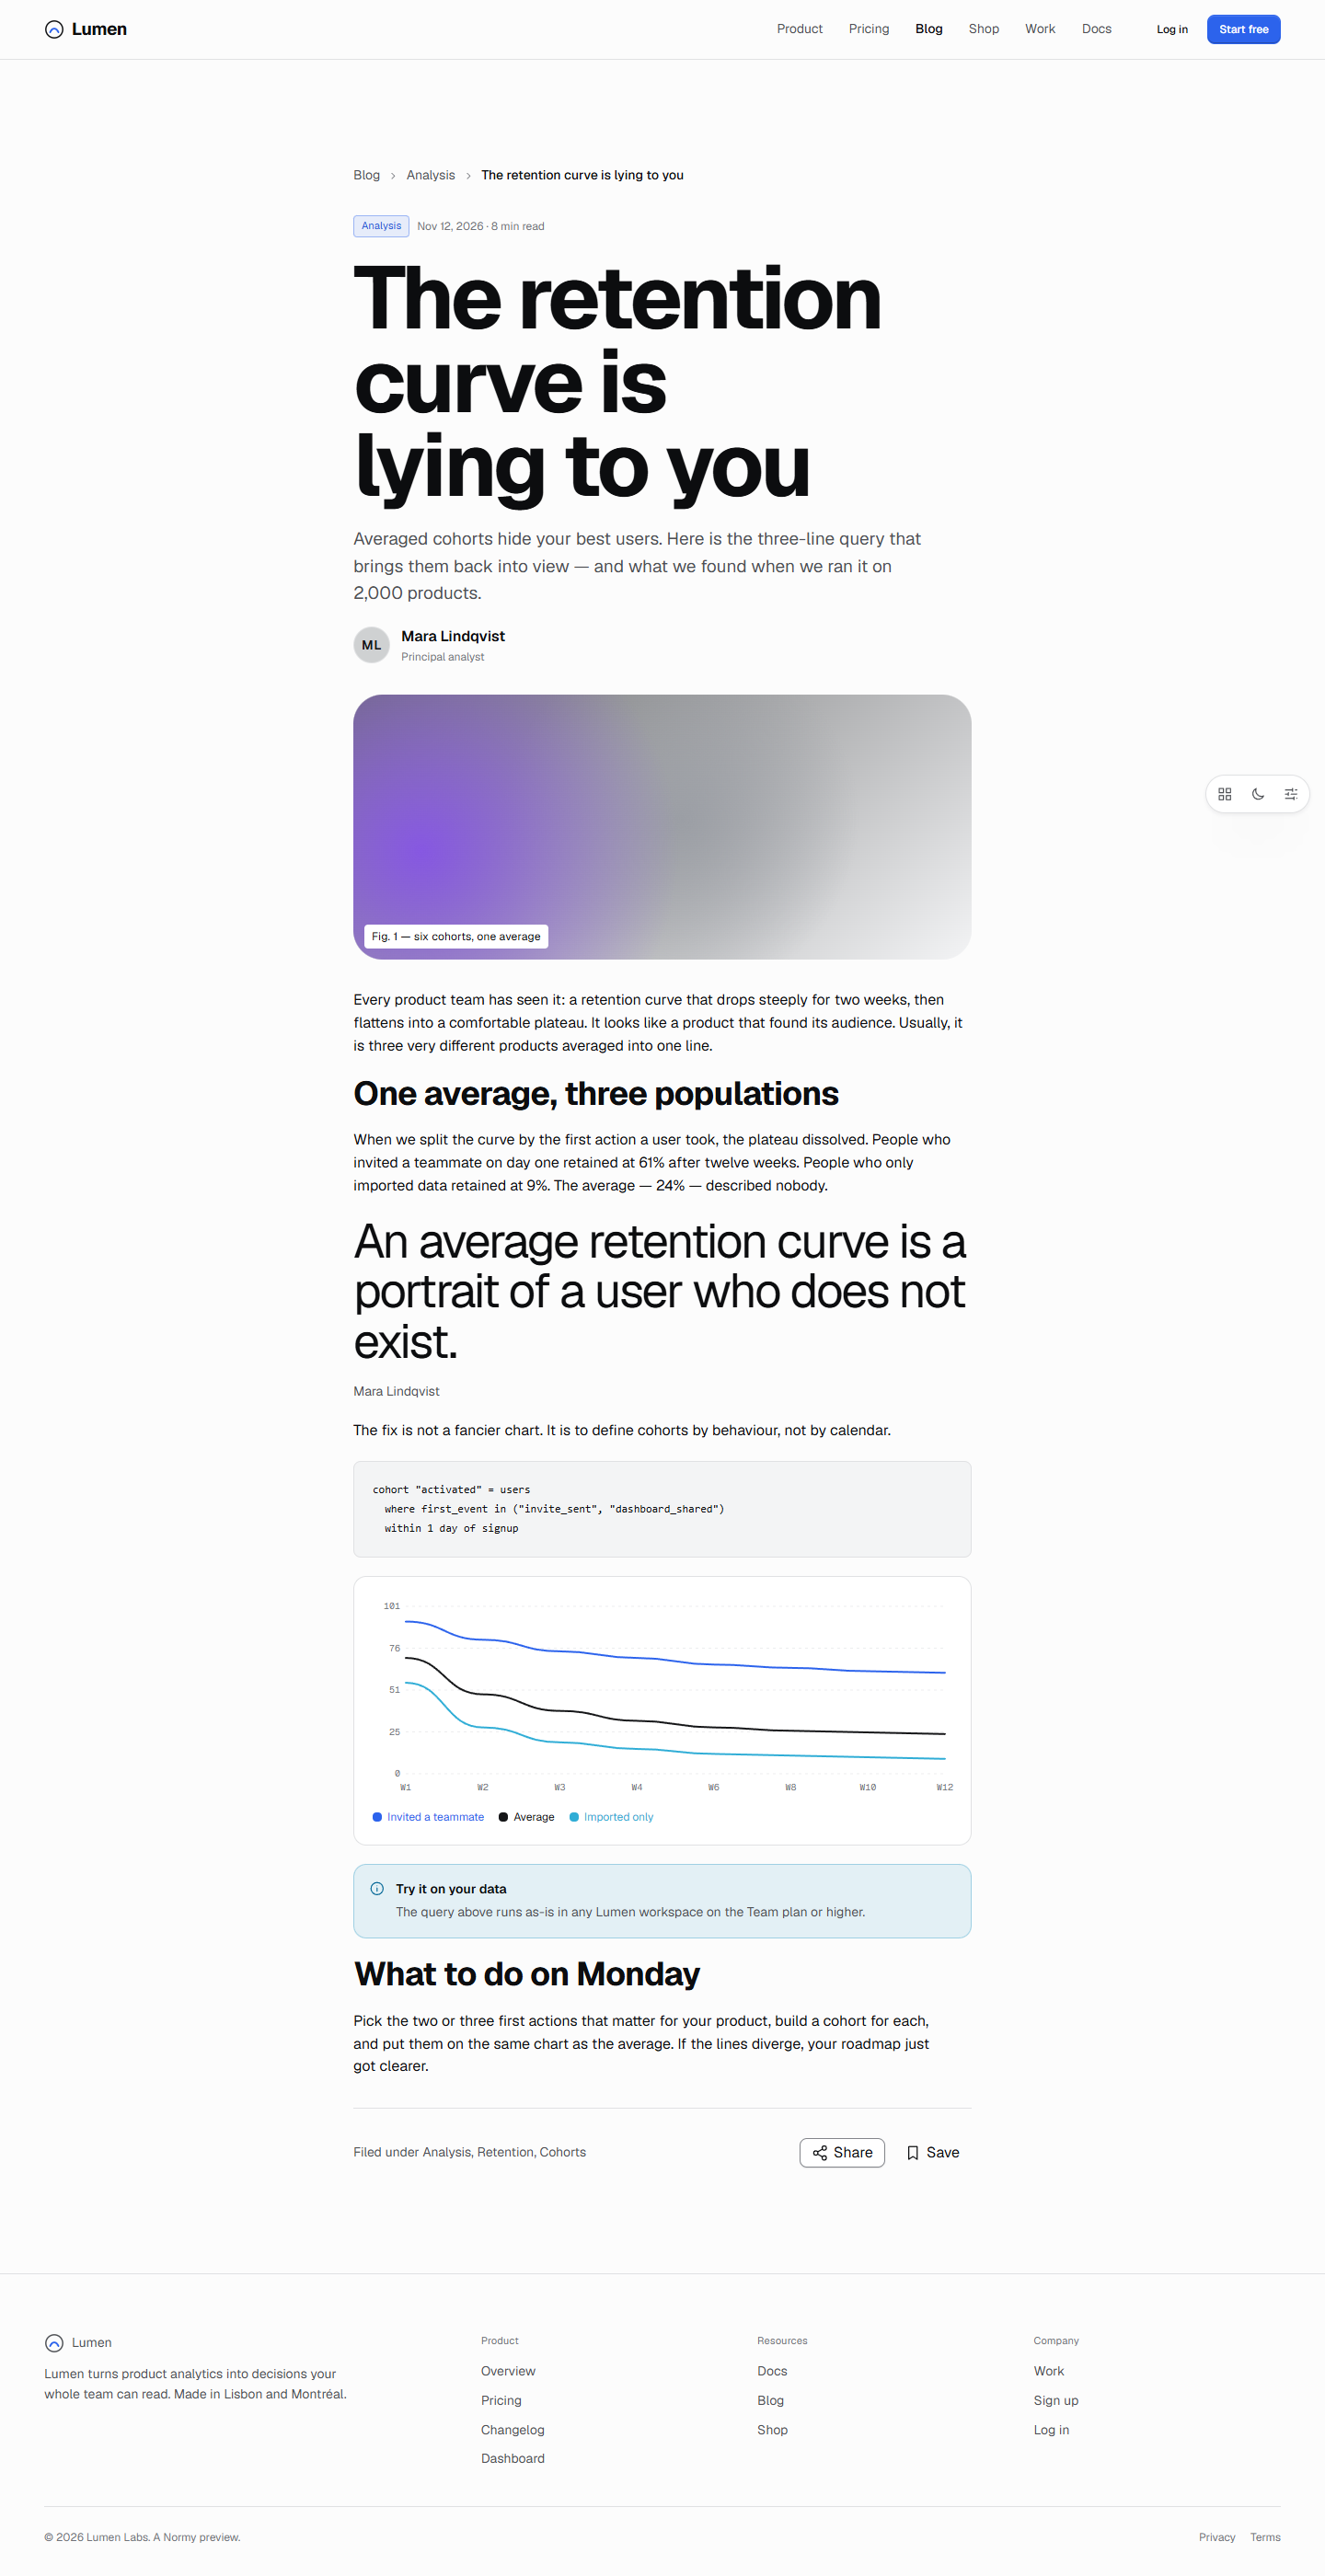 Lumen
Product
Pricing
Blog
Shop
Work
Docs
Log in
Start free
Blog › Analysis › The retention curve is lying to you
Analysis
Nov 12, 2026 · 8 min read
The retention
curve is
lying to you
Averaged cohorts hide your best users. Here is the three-line query that
brings them back into view — and what we found when we ran it on
2,000 products.
ML
Mara Lindqvist
Principal analyst
Fig. 1 — six cohorts, one average
Every product team has seen it: a retention curve that drops steeply for two weeks, then
flattens into a comfortable plateau. It looks like a product that found its audience. Usually, it
is three very different products averaged into one line.
One average, three populations
When we split the curve by the first action a user took, the plateau dissolved. People who
invited a teammate on day one retained at 61% after twelve weeks. People who only
imported data retained at 9%. The average — 24% — described nobody.
An average retention curve is a
portrait of a user who does not
exist.
Mara Lindqvist
The fix is not a fancier chart. It is to define cohorts by behaviour, not by calendar.
cohort "activated" = users
  where first_event in ("invite_sent", "dashboard_shared")
  within 1 day of signup
101
76
51
25
0
W1
W2
W3
W4
W6
W8
W10
W12
Invited a teammate
Average
Imported only
Try it on your data
The query above runs as-is in any Lumen workspace on the Team plan or higher.
What to do on Monday
Pick the two or three first actions that matter for your product, build a cohort for each,
and put them on the same chart as the average. If the lines diverge, your roadmap just
got clearer.
Filed under Analysis, Retention, Cohorts
Share
Save
Lumen
Lumen turns product analytics into decisions your
whole team can read. Made in Lisbon and Montréal.
Product
Overview
Pricing
Changelog
Dashboard
Resources
Docs
Blog
Shop
Company
Work
Sign up
Log in
© 2026 Lumen Labs. A Normy preview.
Privacy
Terms